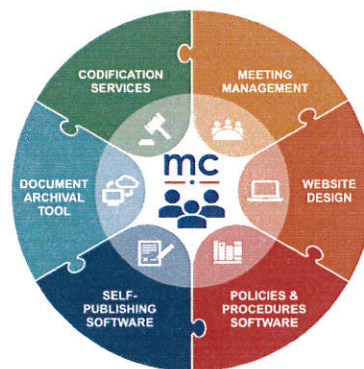 CODIFICATION
SERVICES
MEETING
MANAGEMENT
DOCUMENT
ARCHIVAL
TOOL
mc
WEBSITE
DESIGN
SELF-
PUBLISHING
SOFTWARE
POLICIES &
PROCEDURES
SOFTWARE